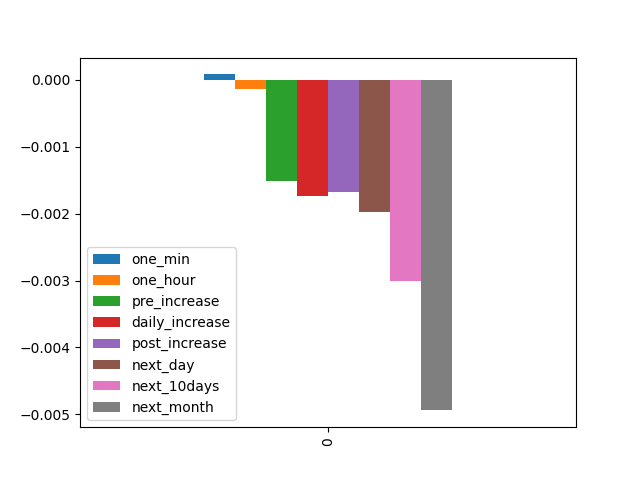 0.000
−0.001
−0.002
−0.003
−0.004
−0.005
one_min
one_hour
pre_increase
daily_increase
post_increase
next_day
next_10days
next_month
0